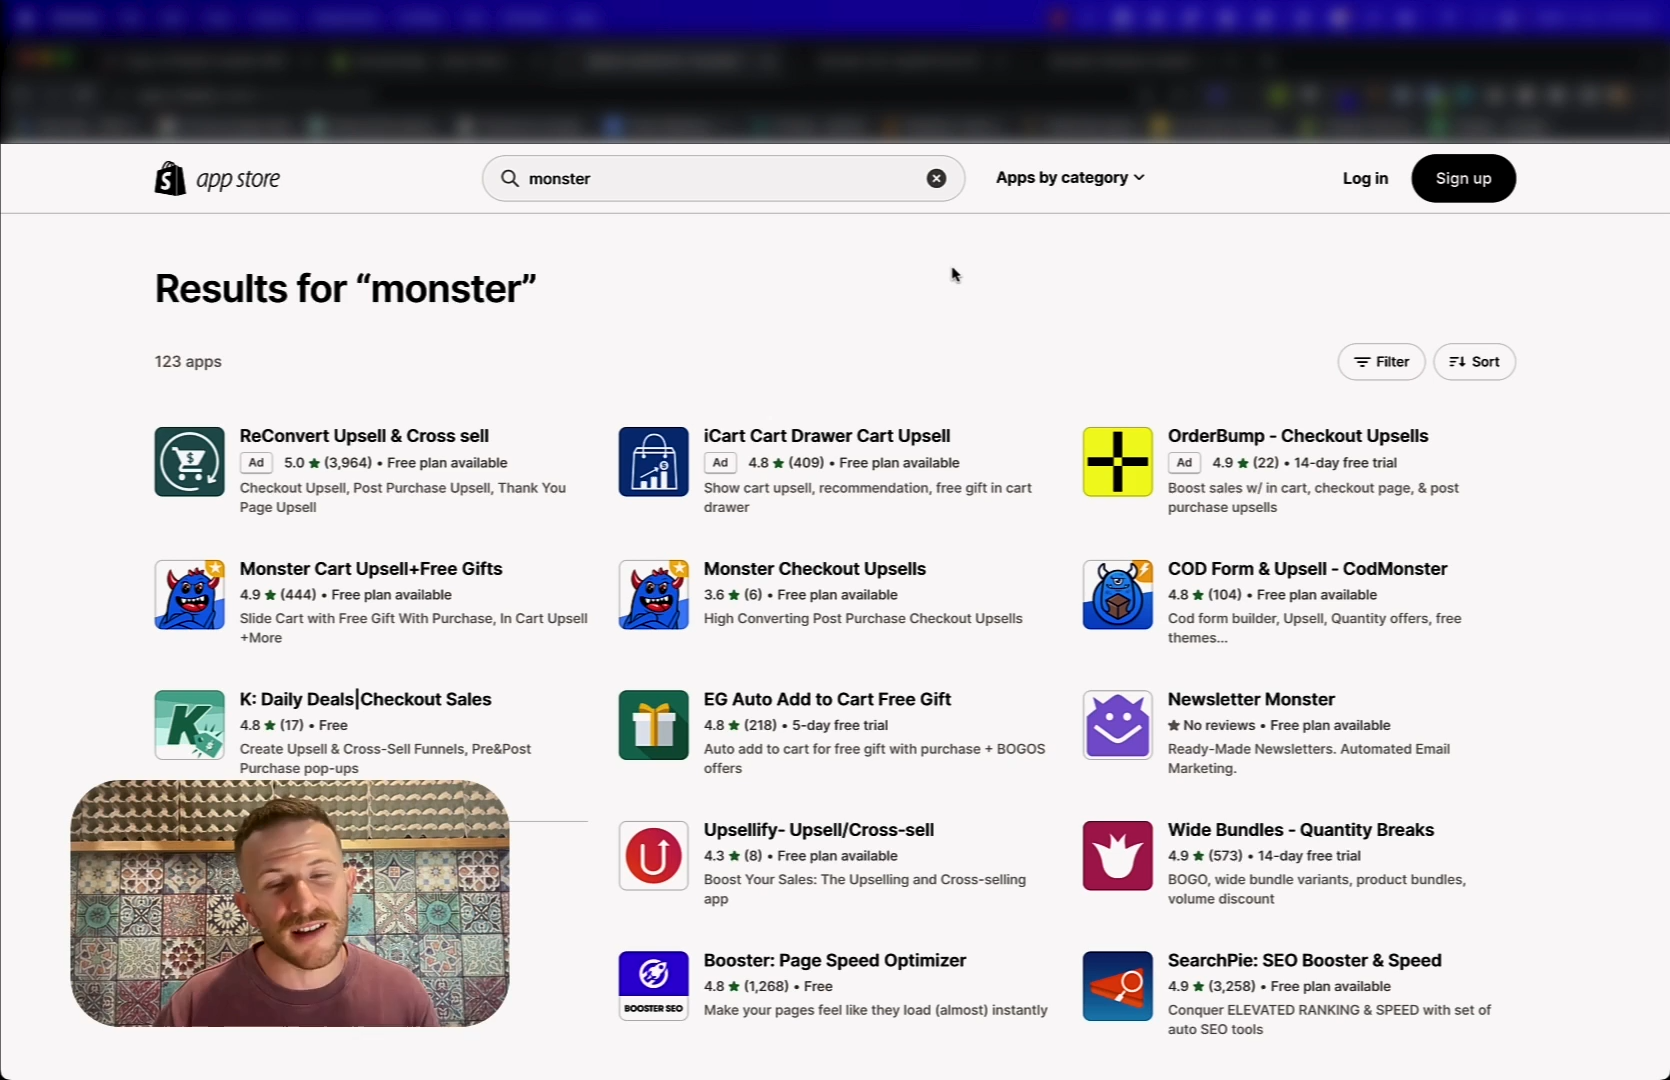 app store
monster
Apps by category
Log in
Sign up
Results for “monster”
123 apps
Filter
Sort
ReConvert Upsell & Cross sell
Ad 5.0 ★ (3,964) • Free plan available
Checkout Upsell, Post Purchase Upsell, Thank You
Page Upsell
iCart Cart Drawer Cart Upsell
Ad 4.8 ★ (409) • Free plan available
Show cart upsell, recommendation, free gift in cart
drawer
OrderBump - Checkout Upsells
Ad 4.9 ★ (22) • 14-day free trial
Boost sales w/ in cart, checkout page, & post
purchase upsells
Monster Cart Upsell+Free Gifts
4.9 ★ (444) • Free plan available
Slide Cart with Free Gift With Purchase, In Cart Upsell
+More
Monster Checkout Upsells
3.6 ★ (6) • Free plan available
High Converting Post Purchase Checkout Upsells
COD Form & Upsell - CodMonster
4.8 ★ (104) • Free plan available
Cod form builder, Upsell, Quantity offers, free
themes...
K: Daily Deals|Checkout Sales
4.8 ★ (17) • Free
Create Upsell & Cross-Sell Funnels, Pre&Post
Purchase pop-ups
EG Auto Add to Cart Free Gift
4.8 ★ (218) • 5-day free trial
Auto add to cart for free gift with purchase + BOGOS
offers
Newsletter Monster
★ No reviews • Free plan available
Ready-Made Newsletters. Automated Email
Marketing.
Upsellify- Upsell/Cross-sell
4.3 ★ (8) • Free plan available
Boost Your Sales: The Upselling and Cross-selling
app
Wide Bundles - Quantity Breaks
4.9 ★ (573) • 14-day free trial
BOGO, wide bundle variants, product bundles,
volume discount
BOOSTER SEO
Booster: Page Speed Optimizer
4.8 ★ (1,268) • Free
Make your pages feel like they load (almost) instantly
SearchPie: SEO Booster & Speed
4.9 ★ (3,258) • Free plan available
Conquer ELEVATED RANKING & SPEED with set of
auto SEO tools